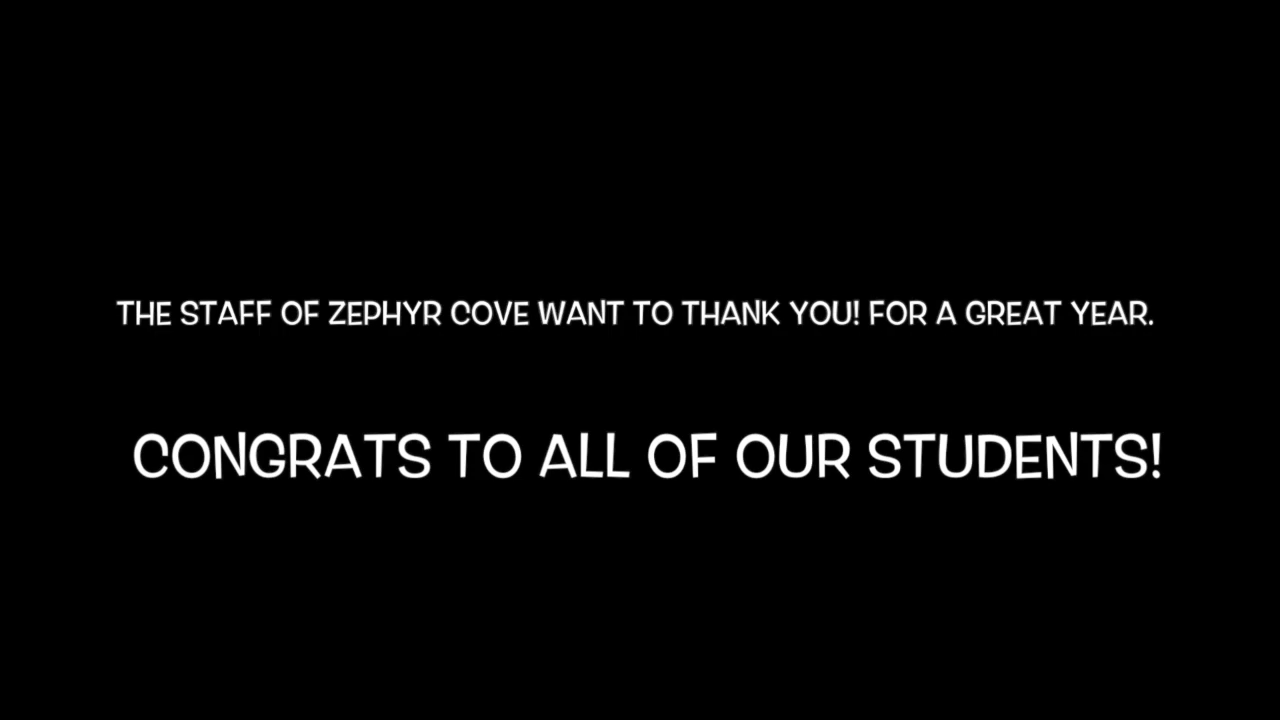 THE STAFF OF ZEPHYR COVE WANT TO THANK YOU! FOR A GREAT YEAR.
CONGRATS TO ALL OF OUR STUDENTS!